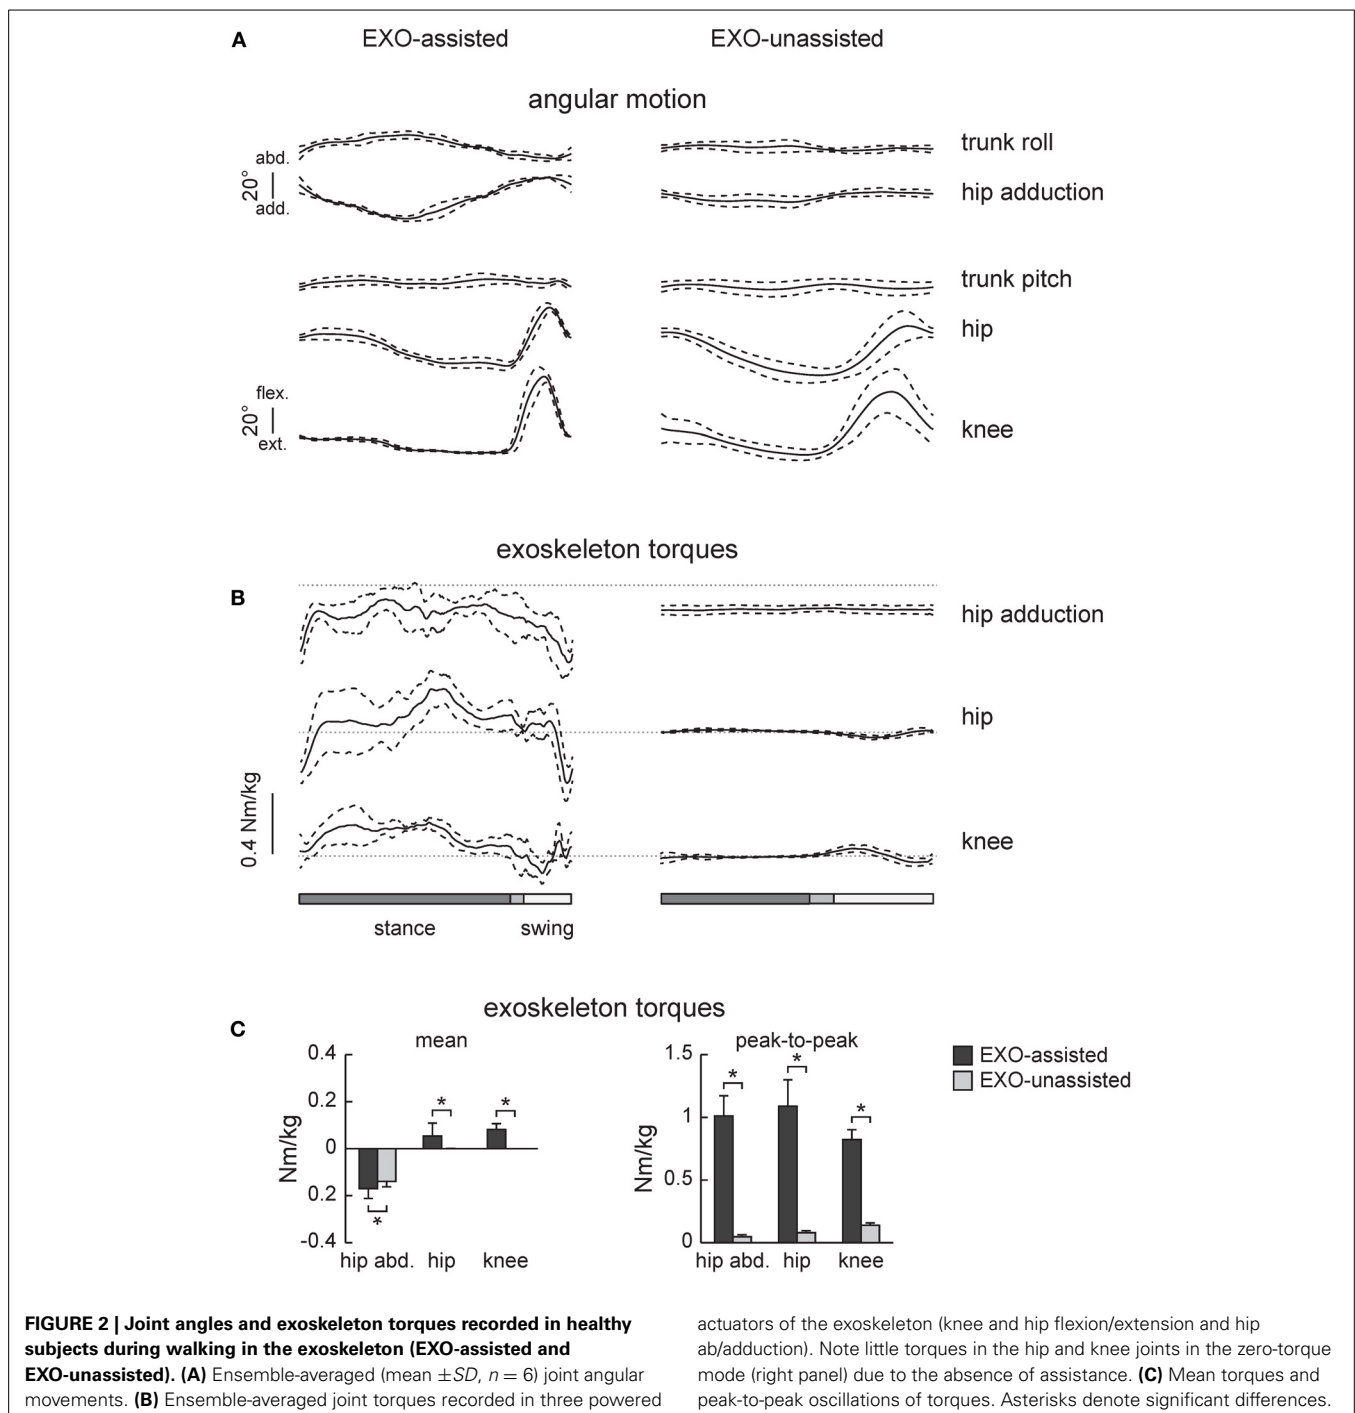 A
EXO-assisted
EXO-unassisted
angular motion
trunk roll
abd.
20°
add.
hip adduction
trunk pitch
hip
flex.
20°
ext.
knee
exoskeleton torques
B
hip adduction
hip
0.4 Nm/kg
knee
stance
swing
exoskeleton torques
C
mean
Nm/kg
0.4
0.2
0
0.2
-0.4
*
*
*
hip abd.
hip
knee
peak-to-peak
Nm/kg
1.5
1
0.5
0
*
*
*
hip abd.
hip
knee
EXO-assisted
EXO-unassisted
FIGURE 2 | Joint angles and exoskeleton torques recorded in healthy
subjects during walking in the exoskeleton (EXO-assisted and
EXO-unassisted). (A) Ensemble-averaged (mean ±SD, n = 6) joint angular
movements. (B) Ensemble-averaged joint torques recorded in three powered
actuators of the exoskeleton (knee and hip flexion/extension and hip
ab/adduction). Note little torques in the hip and knee joints in the zero-torque
mode (right panel) due to the absence of assistance. (C) Mean torques and
peak-to-peak oscillations of torques. Asterisks denote significant differences.